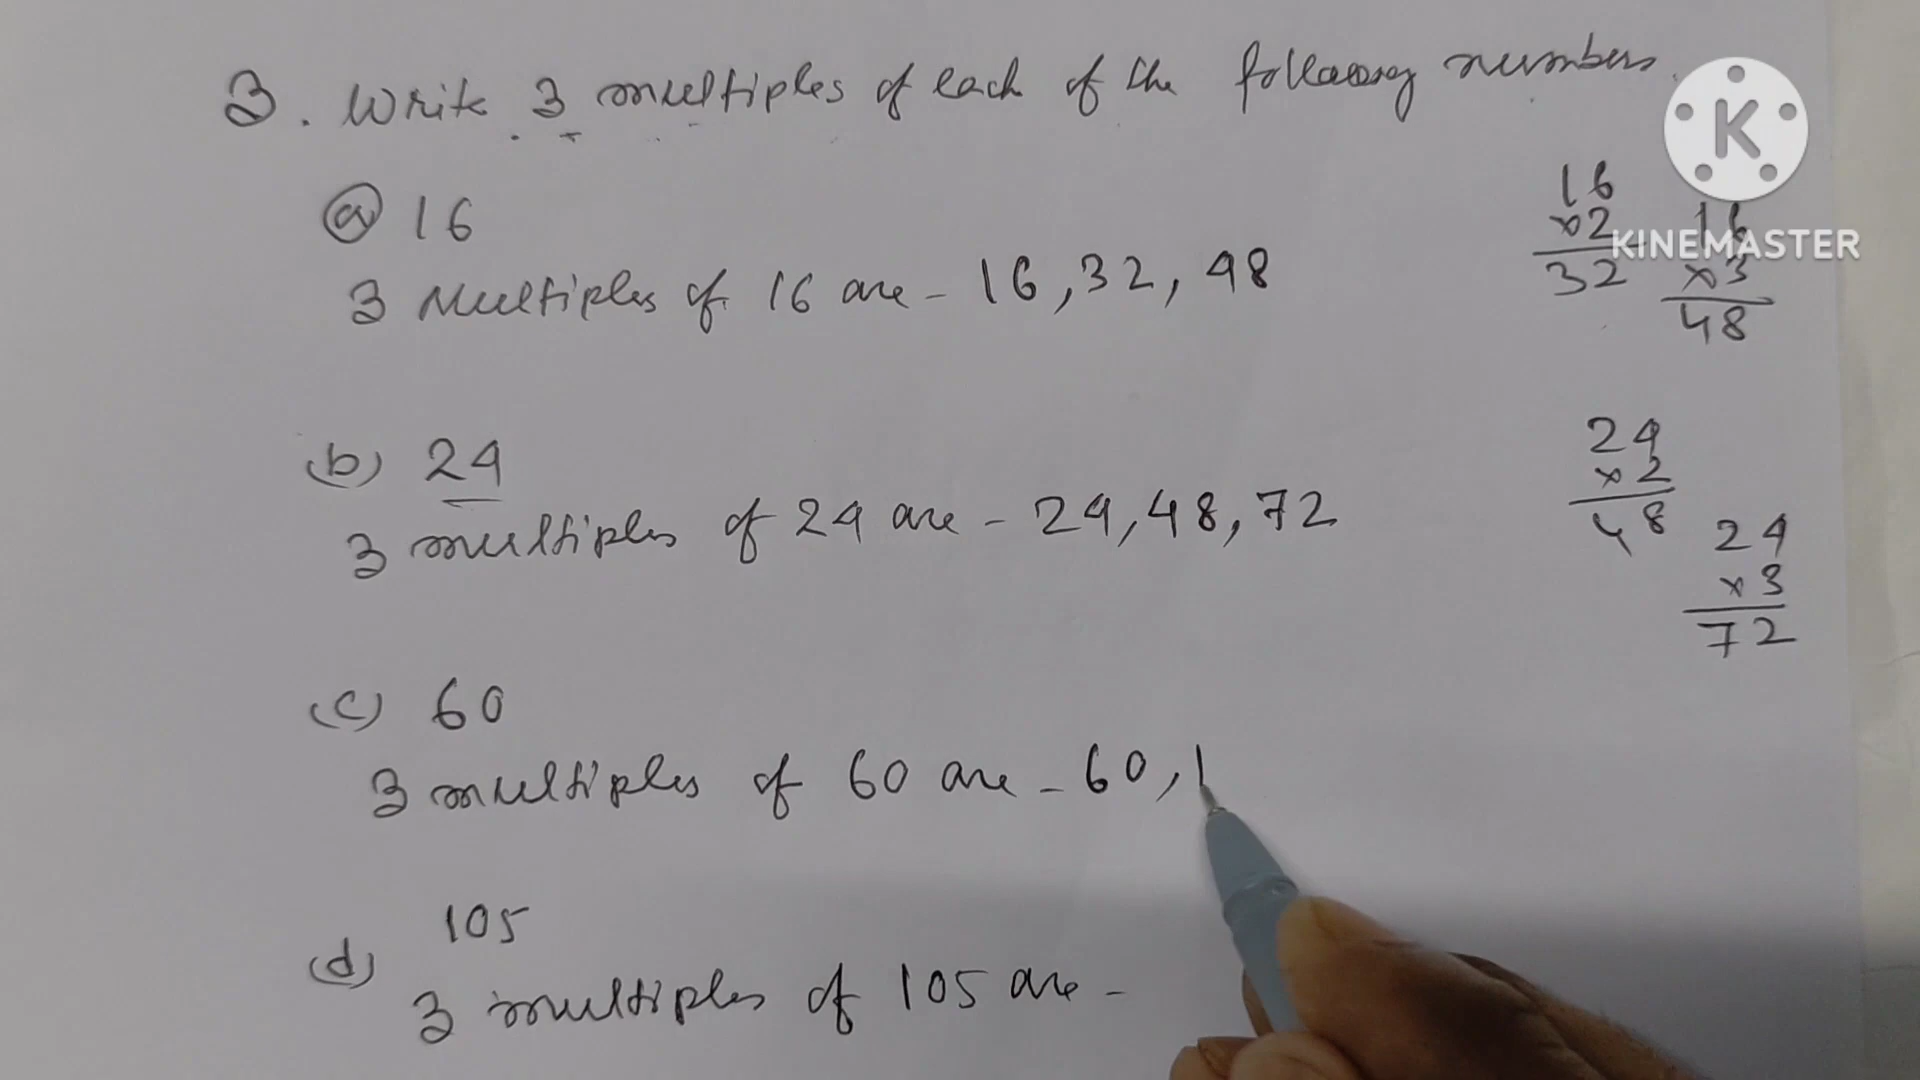 3. Write 3 multiples of each of the following numbers.
(a) 16
3 Multiples of 16 are - 16, 32, 48
16
×2
32
16
×3
48
K
KINEMASTER
(b) 24
3 multiples of 24 are - 24, 48, 72
24
×2
48
24
×3
72
(c) 60
3 multiples of 60 are - 60, 1
(d) 105
3 multiples of 105 are -